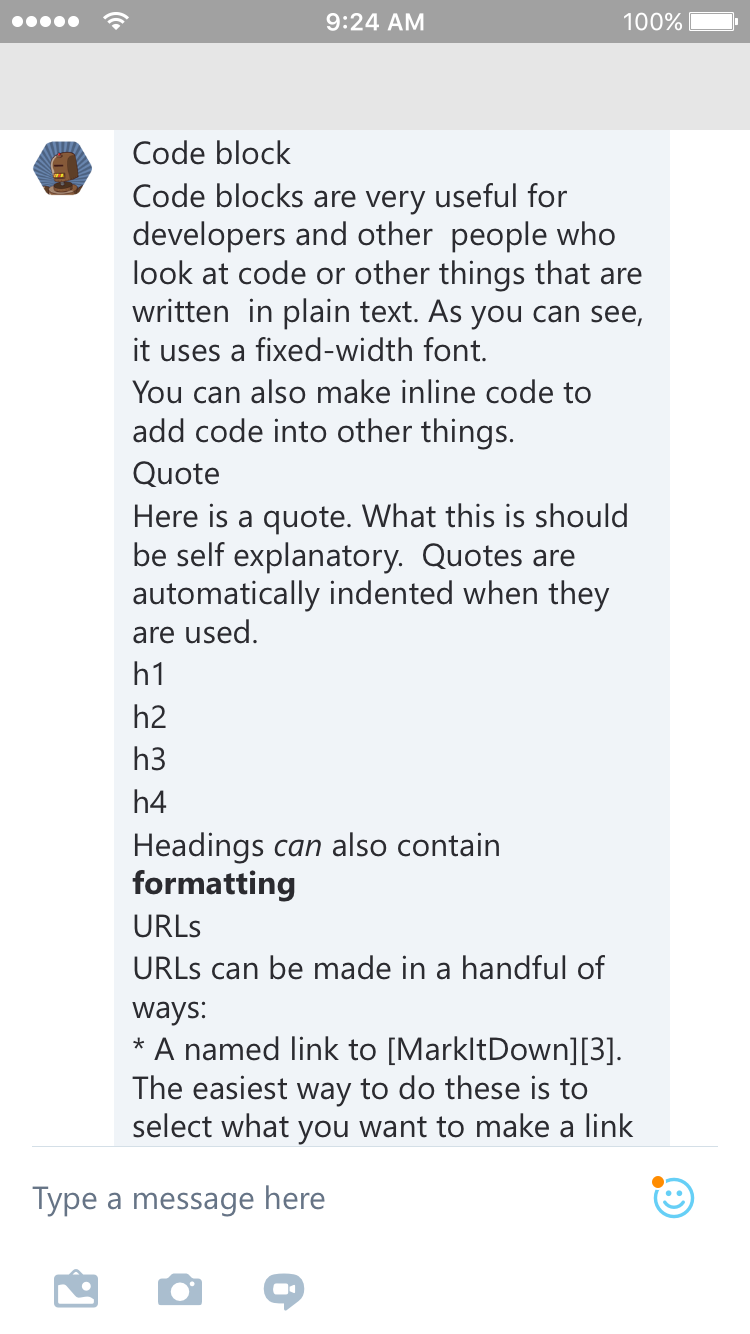 9:24 AM 100%
Code block
Code blocks are very useful for
developers and other  people who
look at code or other things that are
written  in plain text. As you can see,
it uses a fixed-width font.
You can also make inline code to
add code into other things.
Quote
Here is a quote. What this is should
be self explanatory.  Quotes are
automatically indented when they
are used.
h1
h2
h3
h4
Headings can also contain
formatting
URLs
URLs can be made in a handful of
ways:
* A named link to [MarkItDown][3].
The easiest way to do these is to
select what you want to make a link
Type a message here